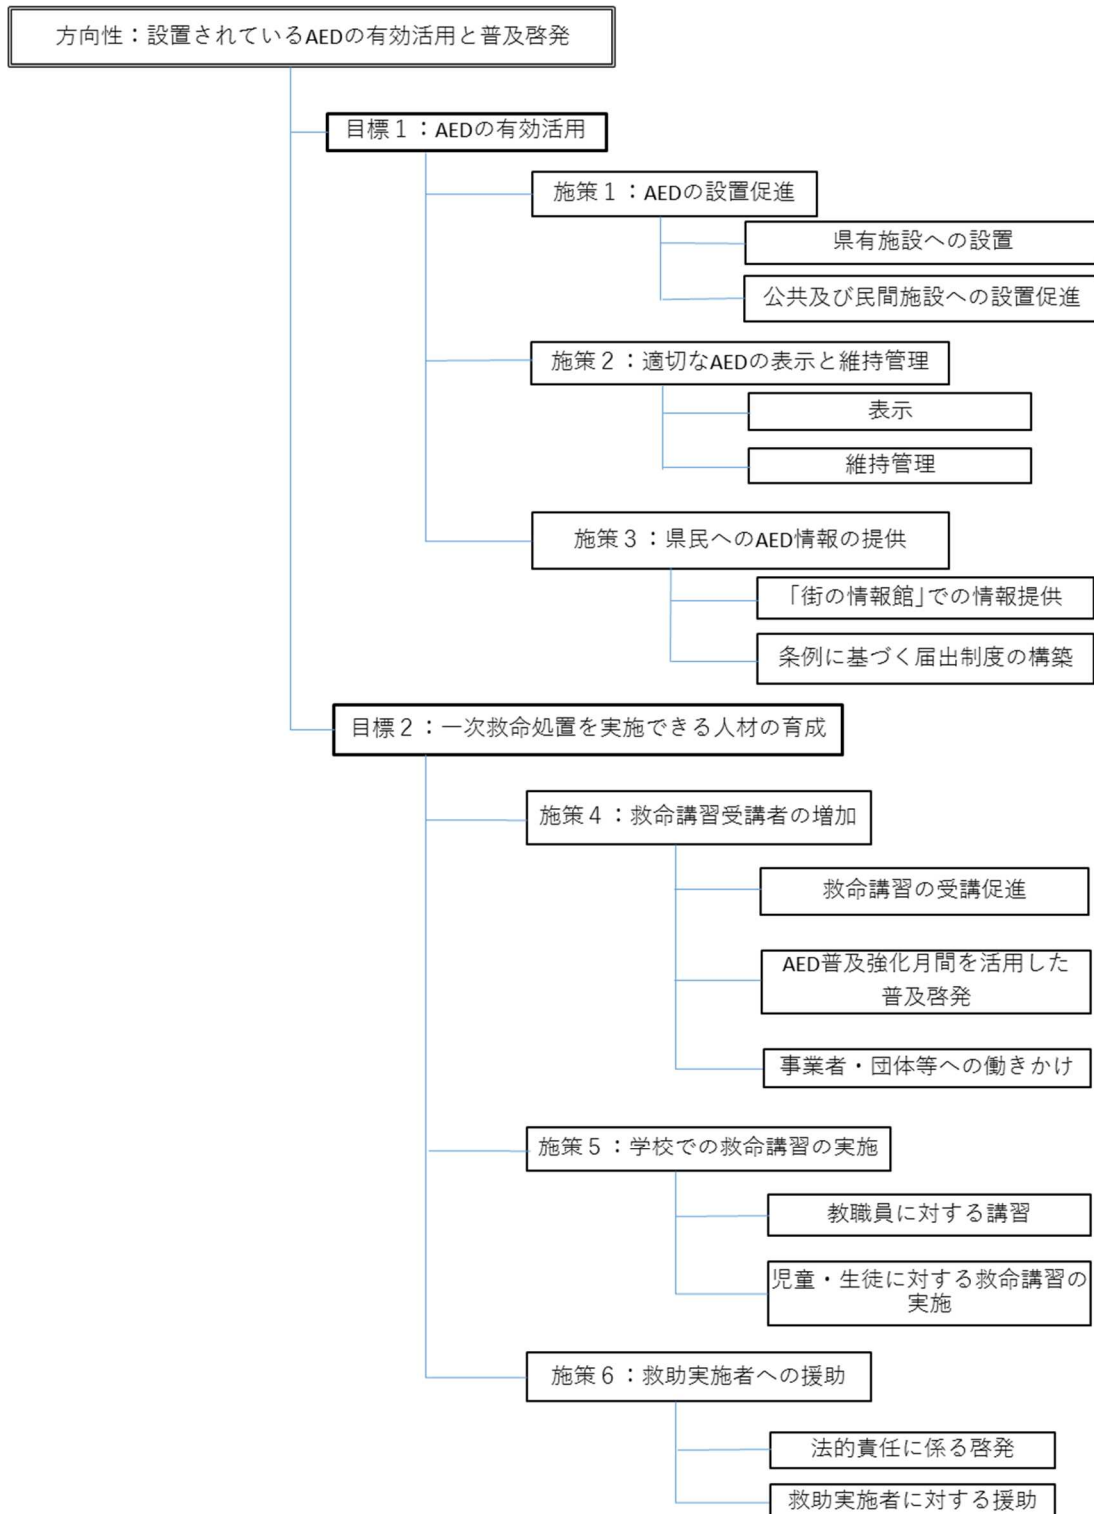 方向性：設置されているAEDの有効活用と普及啓発
目標１：AEDの有効活用
施策１：AEDの設置促進
県有施設への設置
公共及び民間施設への設置促進
施策２：適切なAEDの表示と維持管理
表示
維持管理
施策３：県民へのAED情報の提供
「街の情報館」での情報提供
条例に基づく届出制度の構築
目標２：一次救命処置を実施できる人材の育成
施策４：救命講習受講者の増加
救命講習の受講促進
AED普及強化月間を活用した
普及啓発
事業者・団体等への働きかけ
施策５：学校での救命講習の実施
教職員に対する講習
児童・生徒に対する救命講習の
実施
施策６：救助実施者への援助
法的責任に係る啓発
救助実施者に対する援助